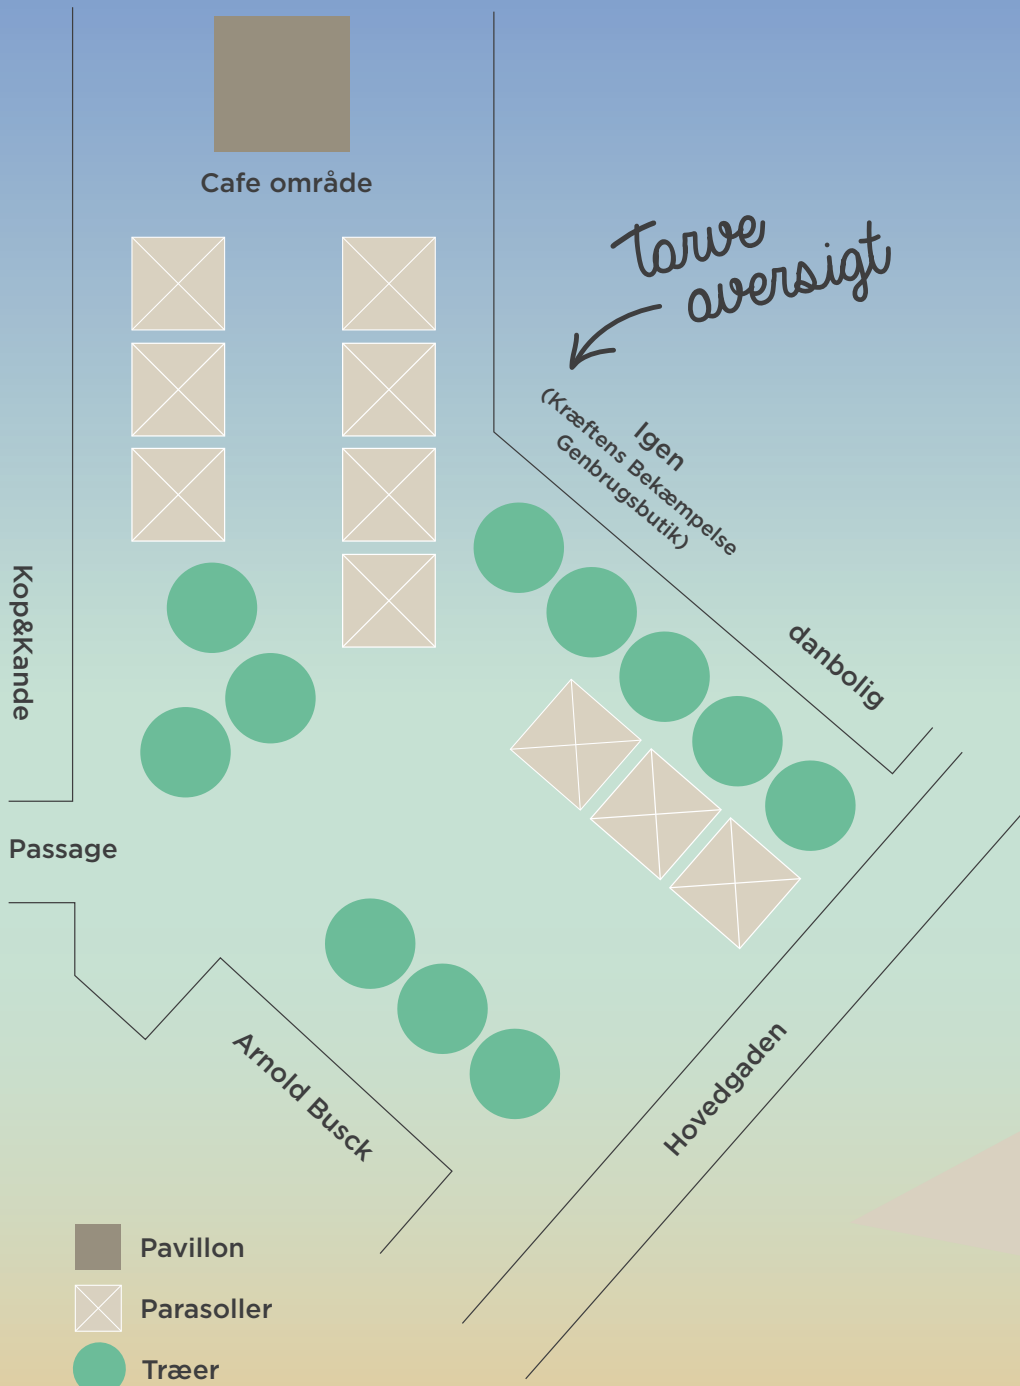 Cafe område
Tarve
oversigt
Igen
(Kræftens Bekæmpelse
Genbrugsbutik)
danbolig
Kop&Kande
Passage
Arnold Busck
Hovedgaden
Pavillon
Parasoller
Træer